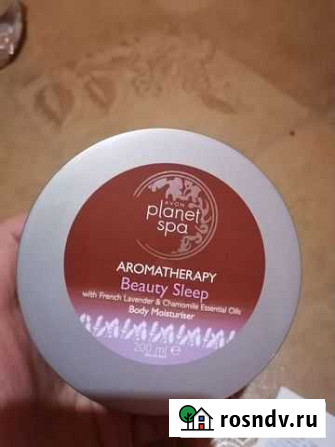 AVON
planet
spa
AROMATHERAPY
Beauty Sleep
with French Lavender & Chamomile Essential Oils
Body Moisturiser
200 ml e
rosndv.ru